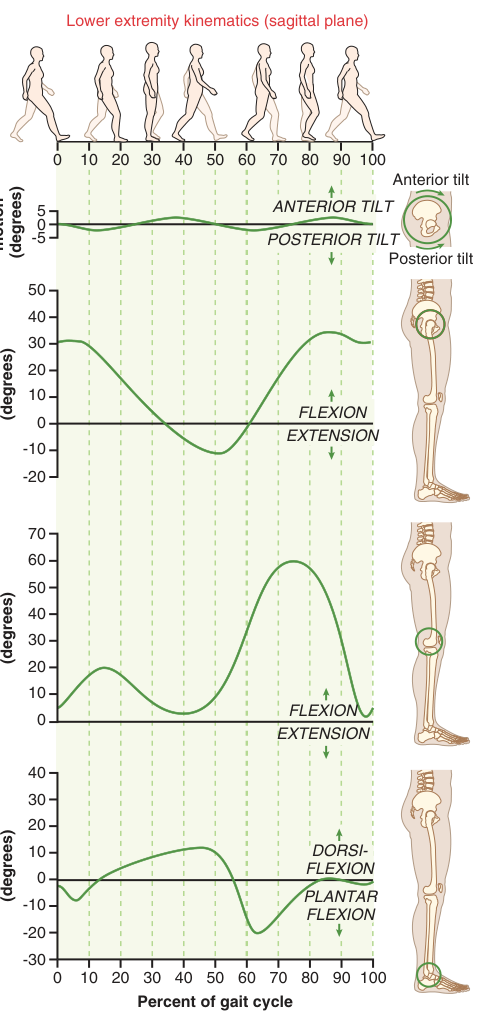 Lower extremity kinematics (sagittal plane)
0 10 20 30 40 50 60 70 80 90 100
Anterior tilt
(degrees)
5
0
-5
ANTERIOR TILT
POSTERIOR TILT
Posterior tilt
(degrees)
50
40
30
20
10
0
-10
-20
FLEXION
EXTENSION
(degrees)
70
60
50
40
30
20
10
0
FLEXION
EXTENSION
(degrees)
40
30
20
10
0
-10
-20
-30
DORSI-
FLEXION
PLANTAR
FLEXION
0 10 20 30 40 50 60 70 80 90 100
Percent of gait cycle